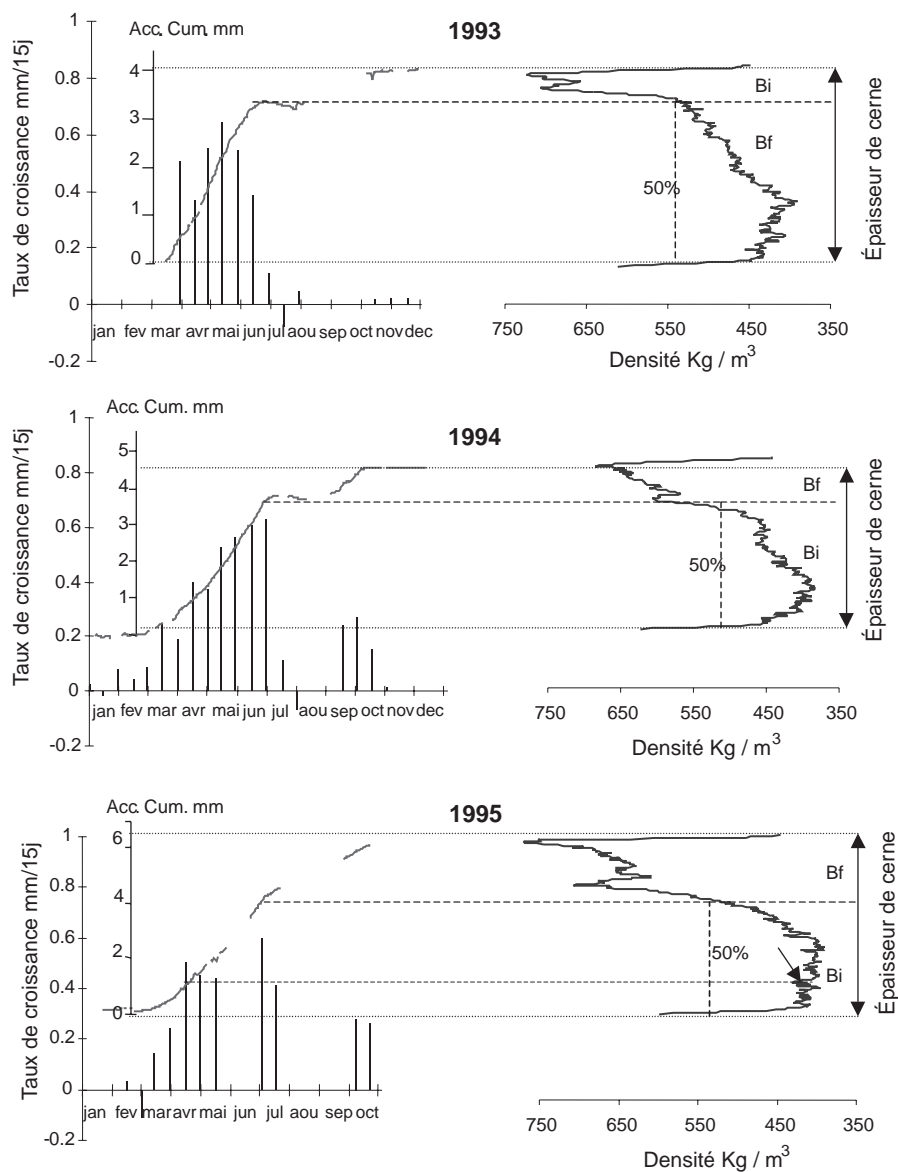 Acc. Cum. mm
1993
Taux de croissance mm/15j
1
0.8
0.6
0.4
0.2
0
-0.2
4
3
2
1
0
jan fev mar avr mai jun jul aou sep oct nov dec
Bi
Bf
50%
Épaisseur de cerne
750 650 550 450 350
Densité Kg / m³
Acc. Cum. mm
1994
Taux de croissance mm/15j
1
0.8
0.6
0.4
0.2
0
-0.2
5
4
3
2
1
jan fev mar avr mai jun jul aou sep oct nov dec
Bf
Bi
50%
Épaisseur de cerne
750 650 550 450 350
Densité Kg / m³
Acc. Cum. mm
1995
Taux de croissance mm/15j
1
0.8
0.6
0.4
0.2
0
-0.2
6
4
2
0
jan fev mar avr mai jun jul aou sep oct
Bf
50%
Bi
Épaisseur de cerne
750 650 550 450 350
Densité Kg / m³